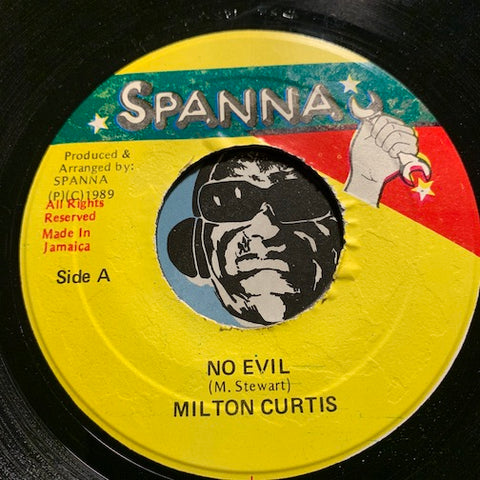 SPANNA
Produced &
Arranged by:
SPANNA
(P)(C)1989
All Rights
Reserved
Made In
Jamaica
Side A
NO EVIL
(M. Stewart)
MILTON CURTIS